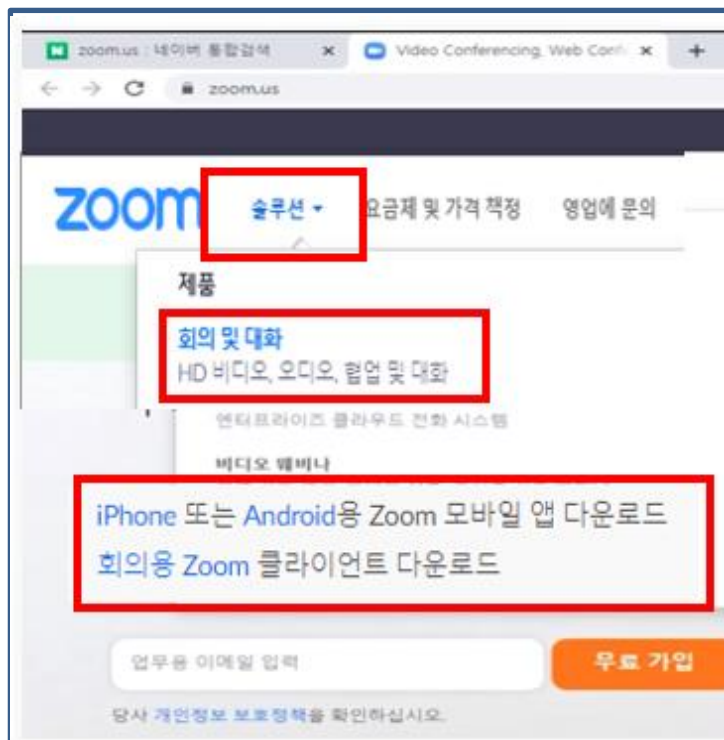 zoom.us : 네이버 통합검색
Video Conferencing, Web Conf
zoom.us
zoom 솔루션 요금제 및 가격 책정 영업에 문의
제품
회의 및 대화
HD 비디오, 오디오, 협업 및 대화
엔터프라이즈 클라우드 전화 시스템
비디오 웨비나
iPhone 또는 Android용 Zoom 모바일 앱 다운로드
회의용 Zoom 클라이언트 다운로드
업무용 이메일 입력 무료 가입
당사 개인정보 보호정책을 확인하십시오.